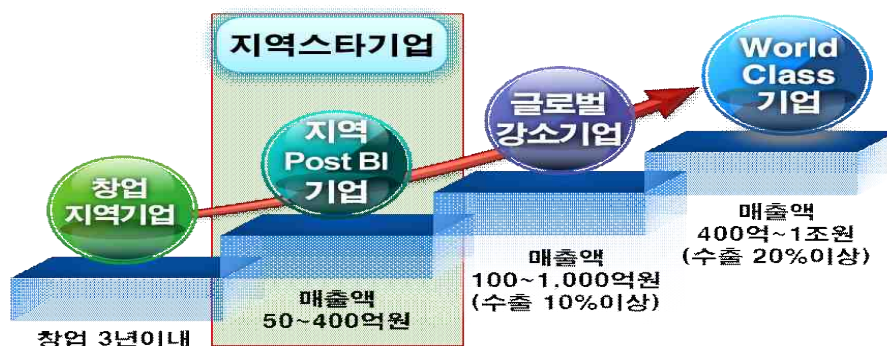 지역스타기업
창업
지역기업
지역
Post BI
기업
글로벌
강소기업
World
Class
기업
창업 3년이내
매출액
50~400억원
매출액
100~1.000억원
(수출 10%이상)
매출액
400억~1조원
(수출 20%이상)